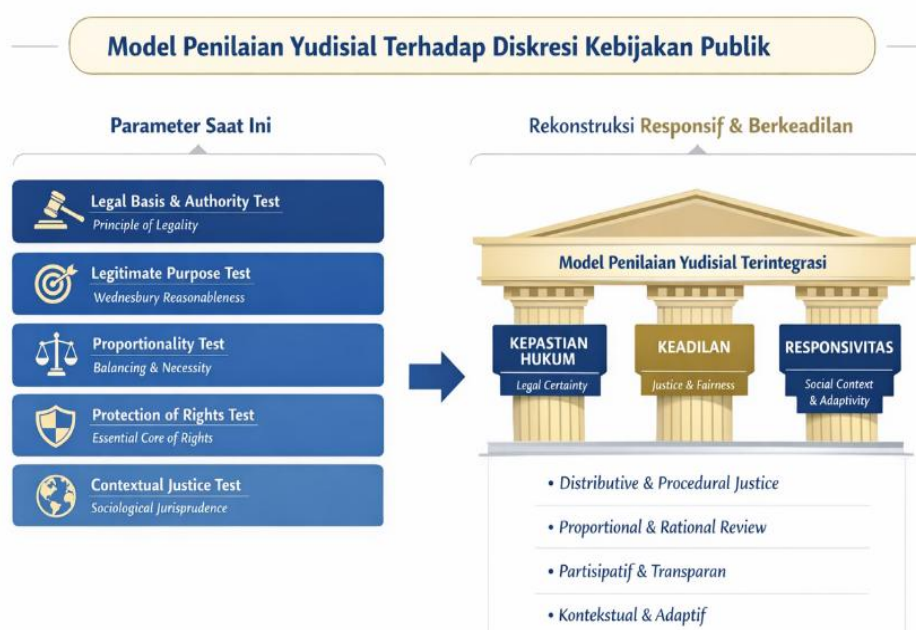 Model Penilaian Yudisial Terhadap Diskresi Kebijakan Publik
Parameter Saat Ini
Legal Basis & Authority Test
Principle of Legality
Legitimate Purpose Test
Wednesbury Reasonableness
Proportionality Test
Balancing & Necessity
Protection of Rights Test
Essential Core of Rights
Contextual Justice Test
Sociological Jurisprudence
Rekonstruksi Responsif & Berkeadilan
Model Penilaian Yudisial Terintegrasi
KEPASTIAN
HUKUM
Legal Certainty
KEADILAN
Justice & Fairness
RESPONSIVITAS
Social Context
& Adaptivity
• Distributive & Procedural Justice
• Proportional & Rational Review
• Partisipatif & Transparan
• Kontekstual & Adaptif